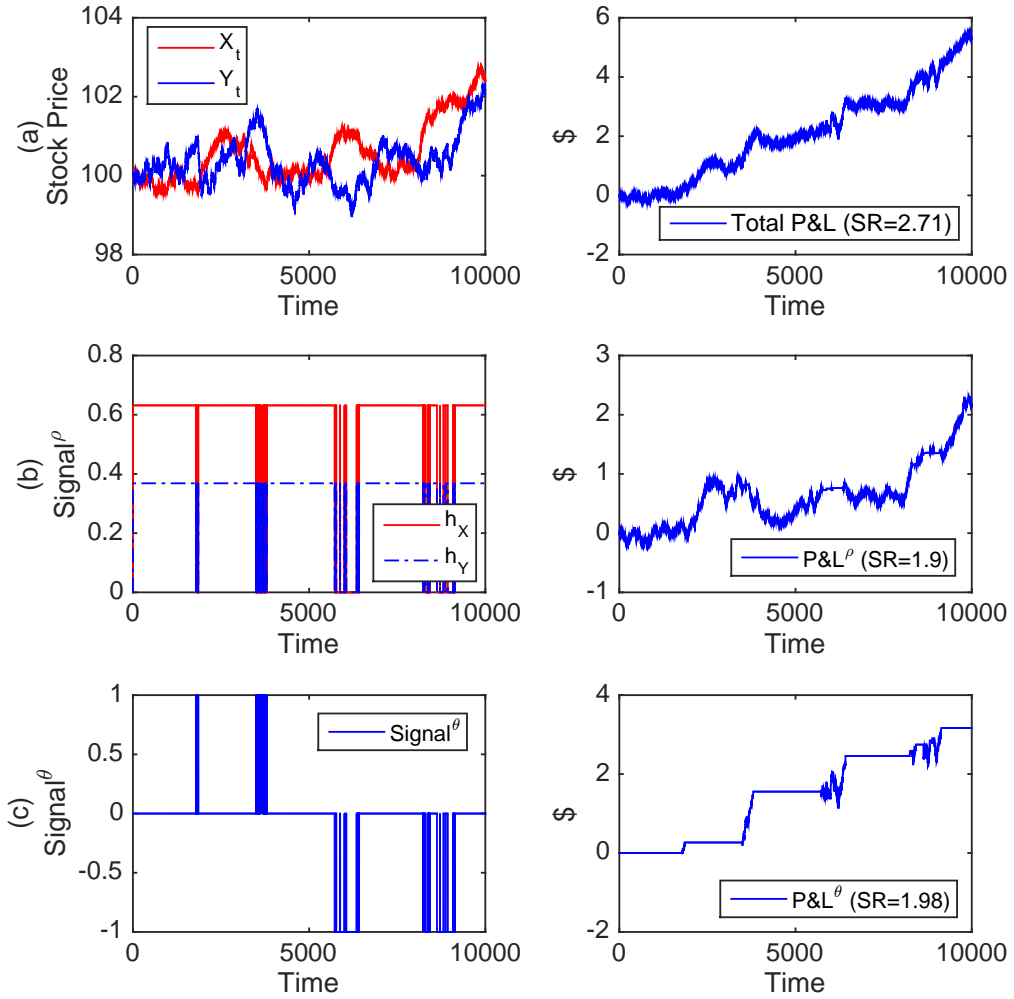 104
102
100
98
(a)
Stock Price
X_t
Y_t
0
5000
10000
Time
6
4
2
0
-2
$
Total P&L (SR=2.71)
0
5000
10000
Time
0.8
0.6
0.4
0.2
0
(b)
Signal^ρ
h_X
h_Y
0
5000
10000
Time
3
2
1
0
-1
$
P&L^ρ (SR=1.9)
0
5000
10000
Time
1
0.5
0
-0.5
-1
(c)
Signal^θ
Signal^θ
0
5000
10000
Time
4
2
0
-2
$
P&L^θ (SR=1.98)
0
5000
10000
Time